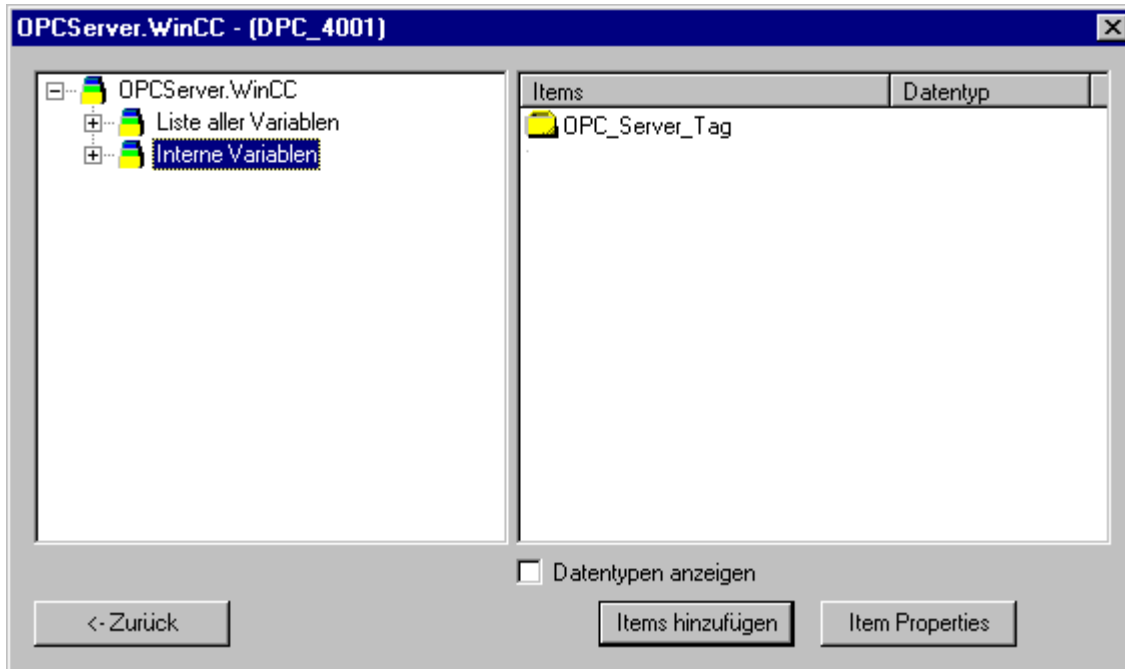 OPCServer.WinCC - (DPC_4001)
OPCServer.WinCC
Liste aller Variablen
Interne Variablen
Items Datentyp
OPC_Server_Tag
Datentypen anzeigen
<- Zurück Items hinzufügen Item Properties